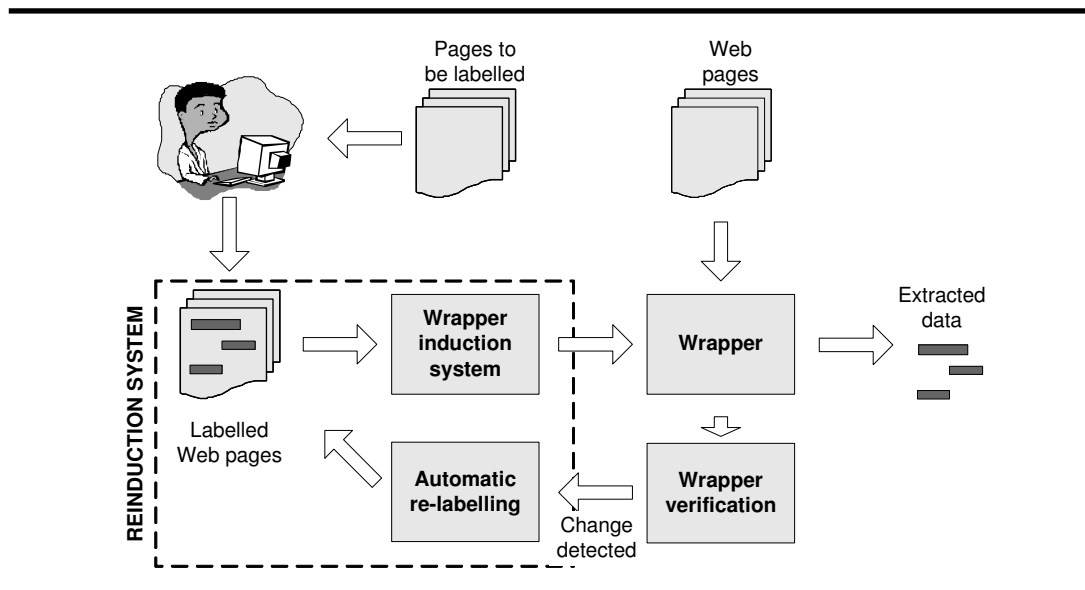 Pages to
be labelled
Web
pages
REINDUCTION SYSTEM
Wrapper
induction
system
Wrapper
Extracted
data
Labelled
Web pages
Automatic
re-labelling
Change
detected
Wrapper
verification